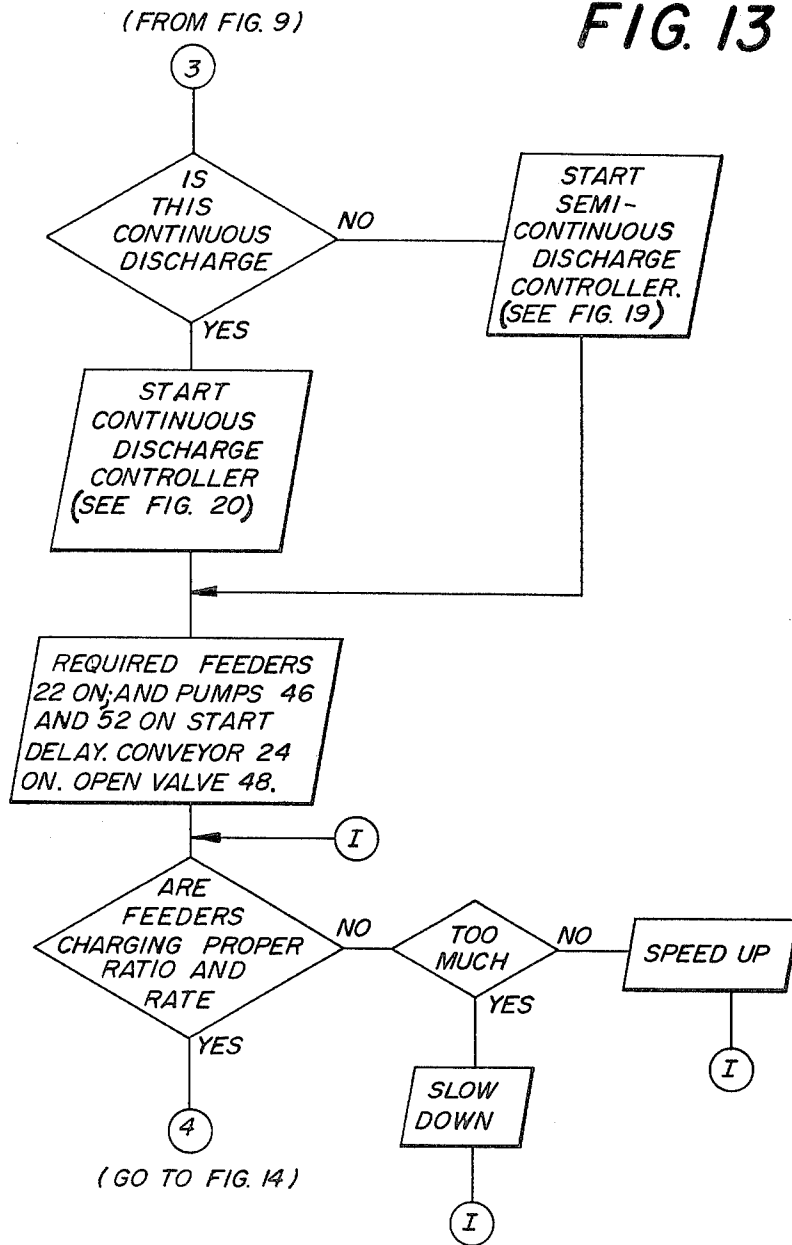 (FROM FIG. 9)
FIG. 13
3
IS
THIS
CONTINUOUS
DISCHARGE
NO
YES
START
SEMI-
CONTINUOUS
DISCHARGE
CONTROLLER.
(SEE FIG. 19)
START
CONTINUOUS
DISCHARGE
CONTROLLER
(SEE FIG. 20)
REQUIRED FEEDERS
22 ON; AND PUMPS 46
AND 52 ON START
DELAY. CONVEYOR 24
ON. OPEN VALVE 48.
I
ARE
FEEDERS
CHARGING PROPER
RATIO AND
RATE
NO
YES
TOO
MUCH
NO
YES
SPEED UP
I
SLOW
DOWN
I
4
(GO TO FIG. 14)